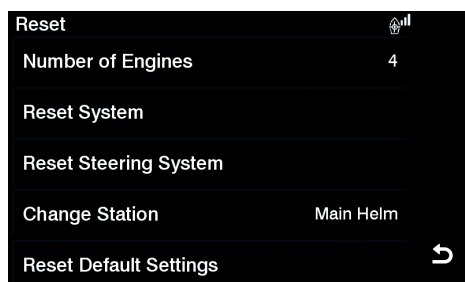 Reset
Number of Engines 4
Reset System
Reset Steering System
Change Station Main Helm
Reset Default Settings